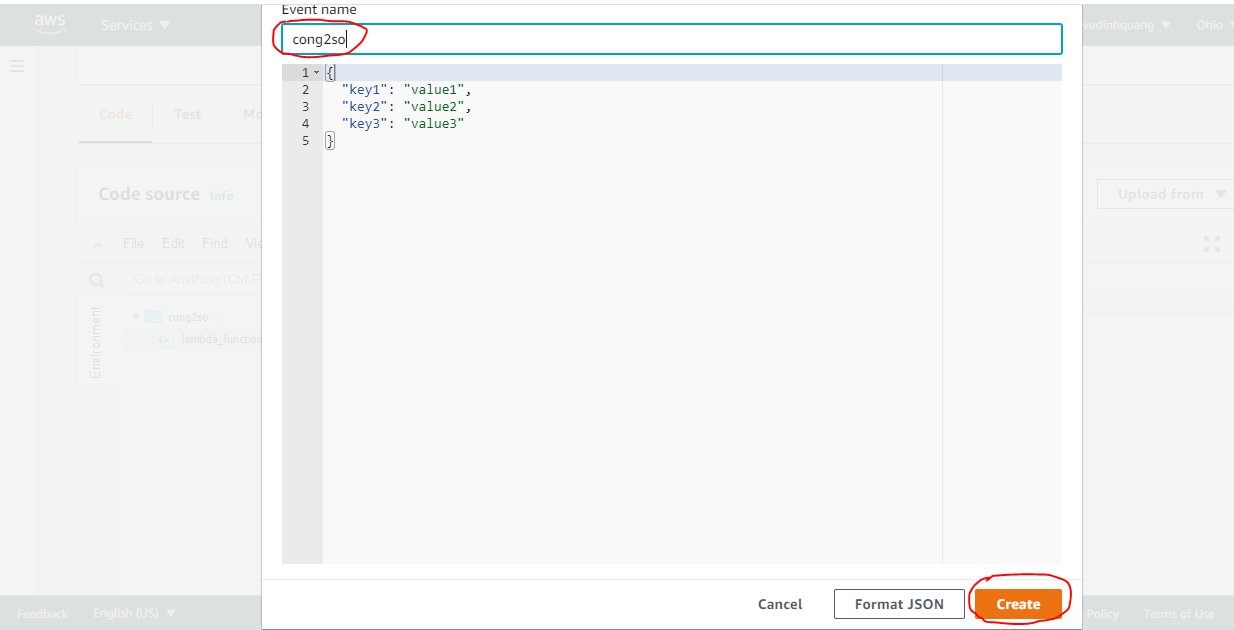 Event name
aws
Services
vudinhquang
Ohio
cong2so
1 {
2 "key1": "value1",
3 "key2": "value2",
4 "key3": "value3"
5 }
Code
Test
Mo
Code source Info
Upload from
File Edit Find Vie
Go to Anything (Ctrl-P
Environment
cong2so /
lambda_function
Cancel
Format JSON
Create
Feedback
English (US)
Policy
Terms of Use